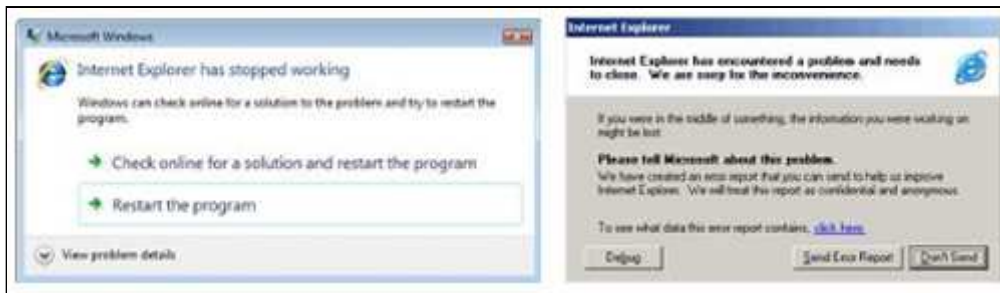 Microsoft Windows
Internet Explorer has stopped working
Windows can check online for a solution to the problem and try to restart the
program.
Check online for a solution and restart the program
Restart the program
View problem details
Internet Explorer
Internet Explorer has encountered a problem and needs
to close. We are sorry for the inconvenience.
If you were in the middle of something, the information you were working on
might be lost.
Please tell Microsoft about this problem.
We have created an error report that you can send to help us improve
Internet Explorer. We will treat this report as confidential and anonymous.
To see what data this error report contains, click here.
Debug
Send Error Report
Don't Send